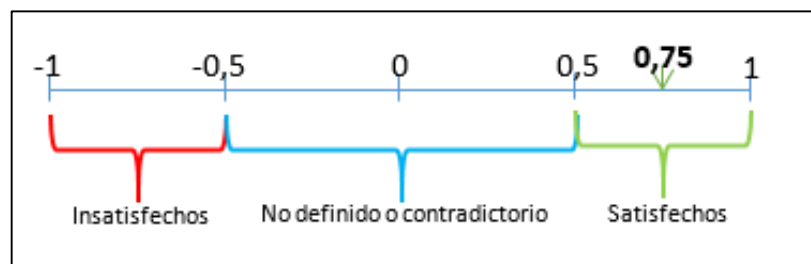 -1 -0,5 0 0,5 0,75 1
Insatisfechos No definido o contradictorio Satisfechos